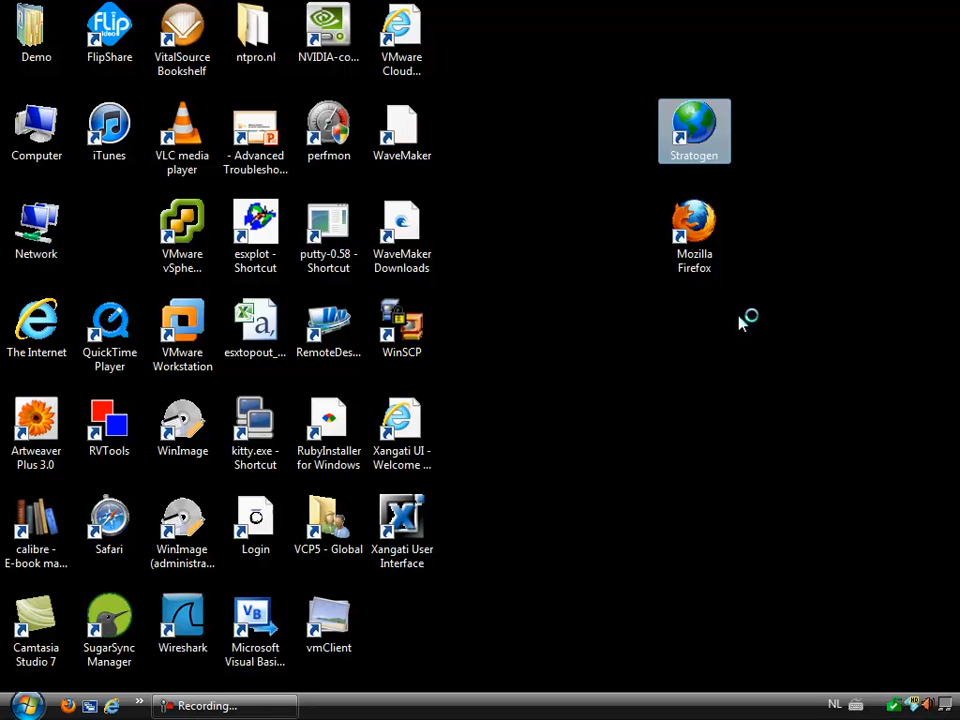 Demo
FlipShare
VitalSource
Bookshelf
ntpro.nl
NVIDIA-co...
VMware
Cloud...
Computer
iTunes
VLC media
player
- Advanced
Troublesho...
perfmon
WaveMaker
Stratogen
Network
VMware
vSphe...
esxplot -
Shortcut
putty-0.58 -
Shortcut
WaveMaker
Downloads
Mozilla
Firefox
The Internet
QuickTime
Player
VMware
Workstation
esxtopout_...
RemoteDes...
WinSCP
Artweaver
Plus 3.0
RVTools
WinImage
kitty.exe -
Shortcut
RubyInstaller
for Windows
Xangati UI -
Welcome ...
calibre -
E-book ma...
Safari
WinImage
(administra...
Login
VCP5 - Global
Xangati User
Interface
Camtasia
Studio 7
SugarSync
Manager
Wireshark
Microsoft
Visual Basi...
vmClient
Recording...
NL